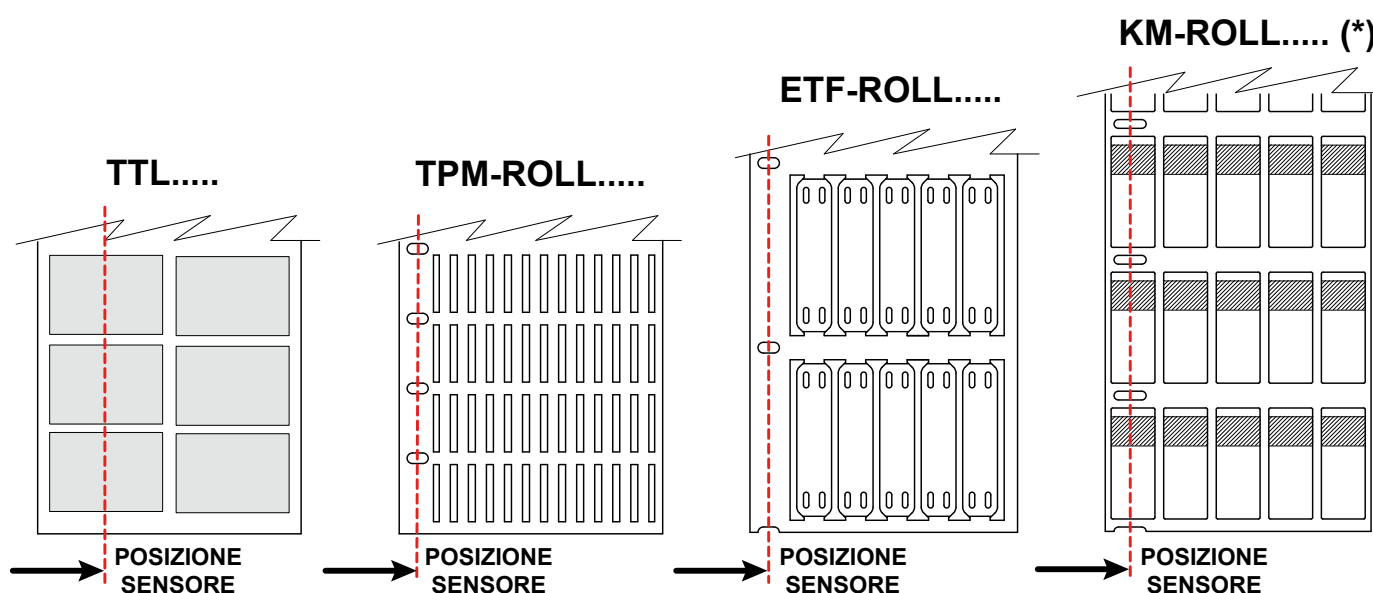 KM-ROLL..... (*)
ETF-ROLL.....
TTL.....
TPM-ROLL.....
POSIZIONE
SENSORE
POSIZIONE
SENSORE
POSIZIONE
SENSORE
POSIZIONE
SENSORE